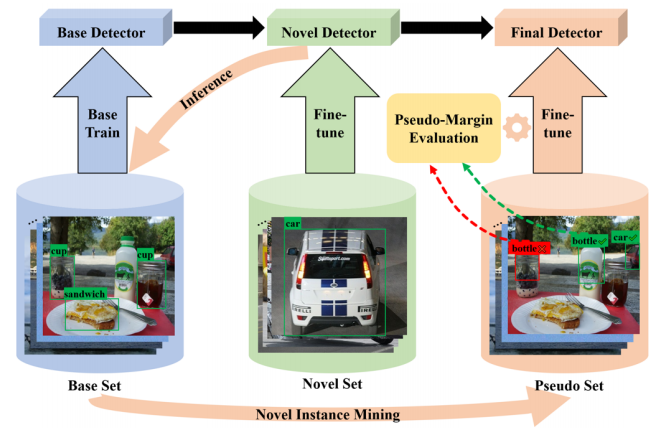 Base Detector
Novel Detector
Final Detector
Inference
Base
Train
Fine-
tune
Pseudo-Margin
Evaluation
Fine-
tune
cup
cup
sandwich
car
bottle
bottle
car
Base Set
Novel Set
Pseudo Set
Novel Instance Mining